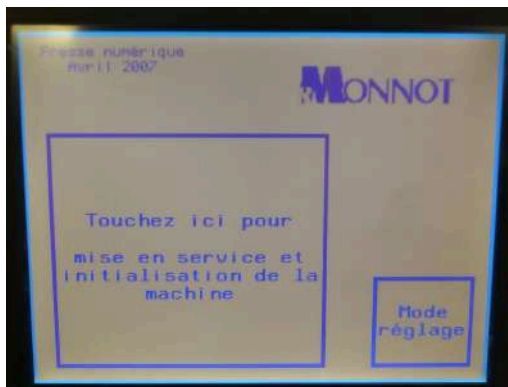 Presse numérique
Avril 2007
MONNOT
Touchez ici pour
mise en service et
initialisation de la
machine
Mode
réglage